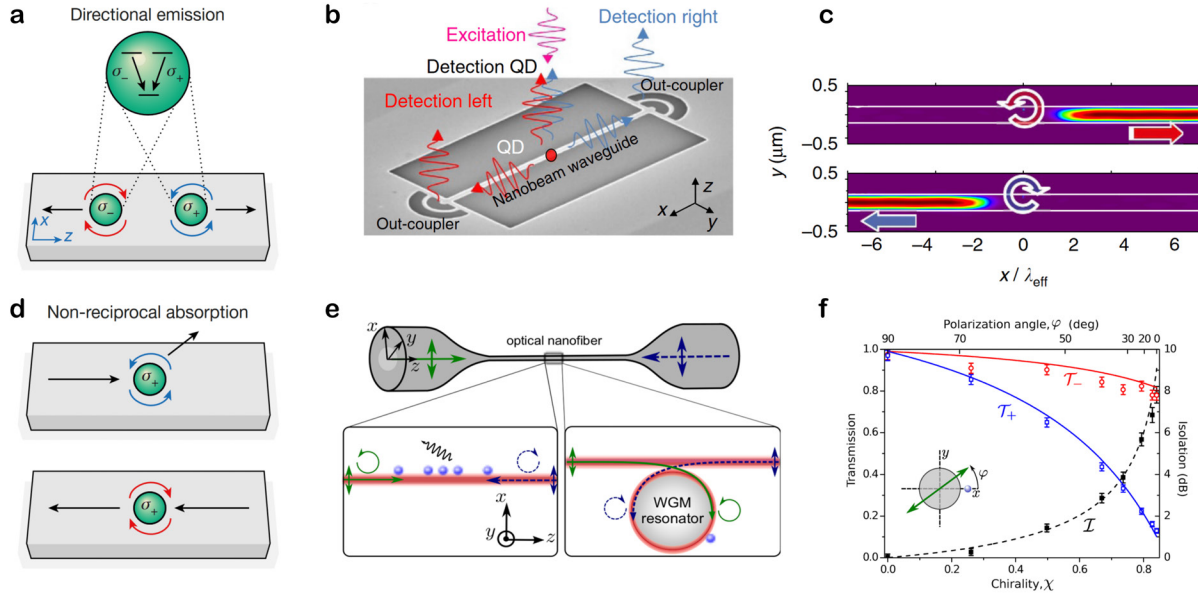 a
Directional emission
σ− σ+
σ− σ+
x
z
b
Excitation
Detection right
Detection QD
Detection left
Out-coupler
QD
Nanobeam waveguide
Out-coupler
z
x
y
c
0.5
−0.5
0.5
−0.5
y (μm)
−6 −4 −2 0 2 4 6
x / λeff
d
Non-reciprocal absorption
σ+
σ+
e
x
y
z
optical nanofiber
x
y
z
WGM
resonator
f
Polarization angle, φ (deg)
90 70 50 30 20 0
1.0
0.8
0.6
0.4
0.2
0.0
Transmission
T−
T+
I
y
φ
x
10
8
6
4
2
0
Isolation (dB)
0.0 0.2 0.4 0.6 0.8
Chirality, χ